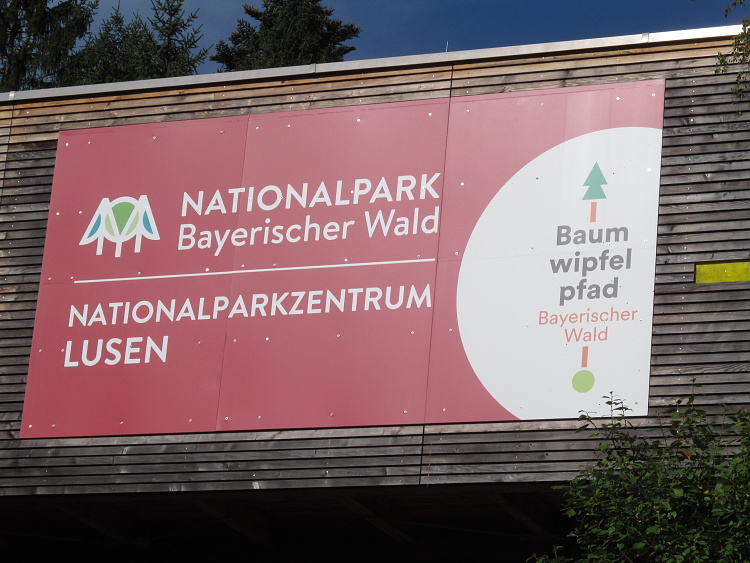 NATIONALPARK
Bayerischer Wald
NATIONALPARKZENTRUM
LUSEN
Baum
wipfel
pfad
Bayerischer
Wald